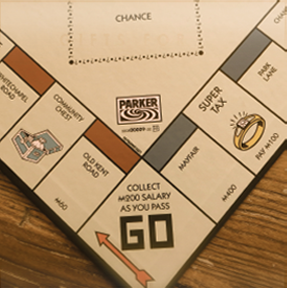 CHANCE
WHITECHAPEL
ROAD
COMMUNITY
CHEST
PARKER
SUPER
TAX
PARK
LANE
OLD KENT
ROAD
MAYFAIR
PAY M100
M60
COLLECT
M200 SALARY
AS YOU PASS
GO
M400